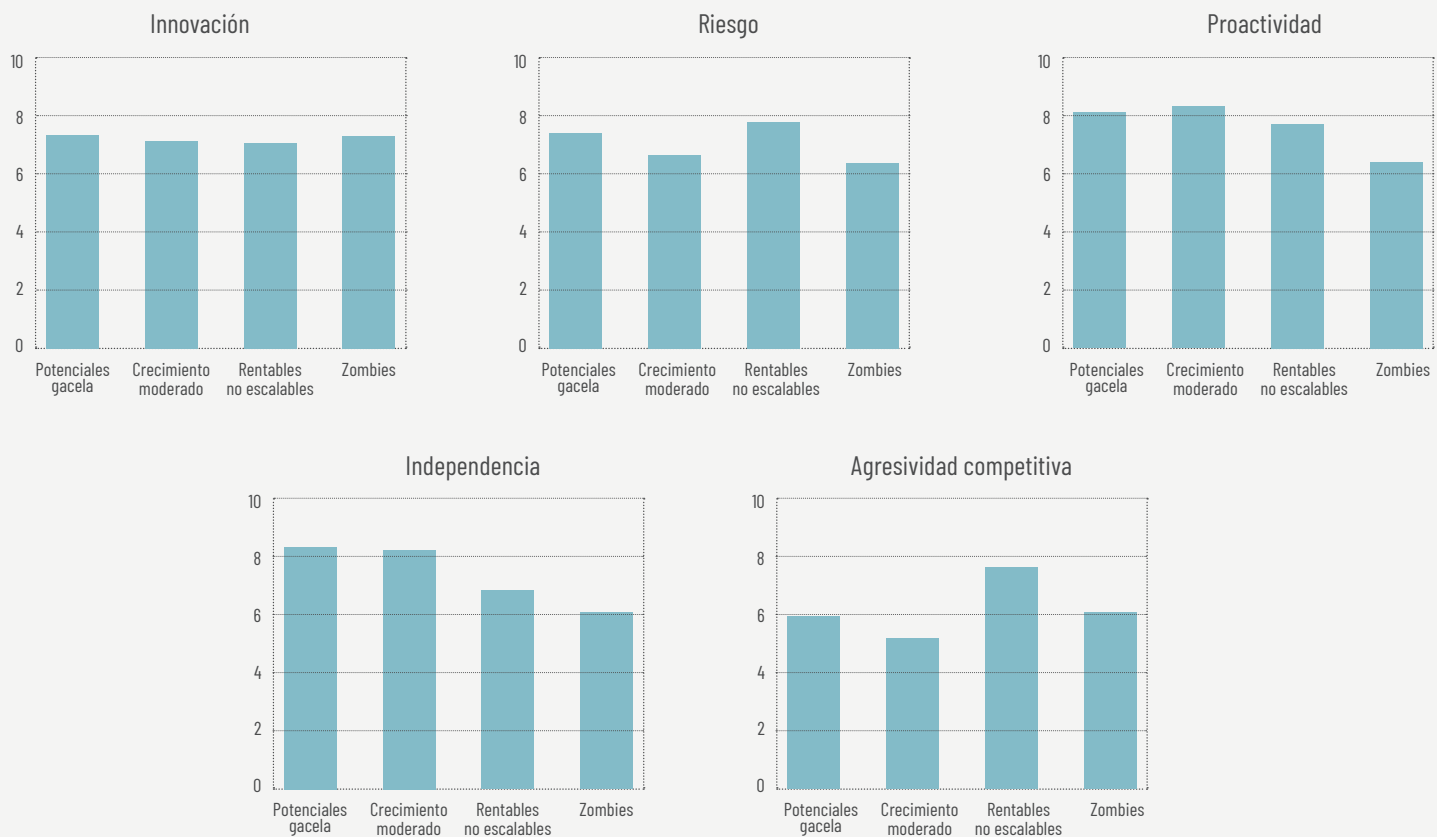 Innovación
10
8
6
4
2
0
Potenciales
gacela
Crecimiento
moderado
Rentables
no escalables
Zombies
Riesgo
10
8
6
4
2
0
Potenciales
gacela
Crecimiento
moderado
Rentables
no escalables
Zombies
Proactividad
10
8
6
4
2
0
Potenciales
gacela
Crecimiento
moderado
Rentables
no escalables
Zombies
Independencia
10
8
6
4
2
0
Potenciales
gacela
Crecimiento
moderado
Rentables
no escalables
Zombies
Agresividad competitiva
10
8
6
4
2
0
Potenciales
gacela
Crecimiento
moderado
Rentables
no escalables
Zombies